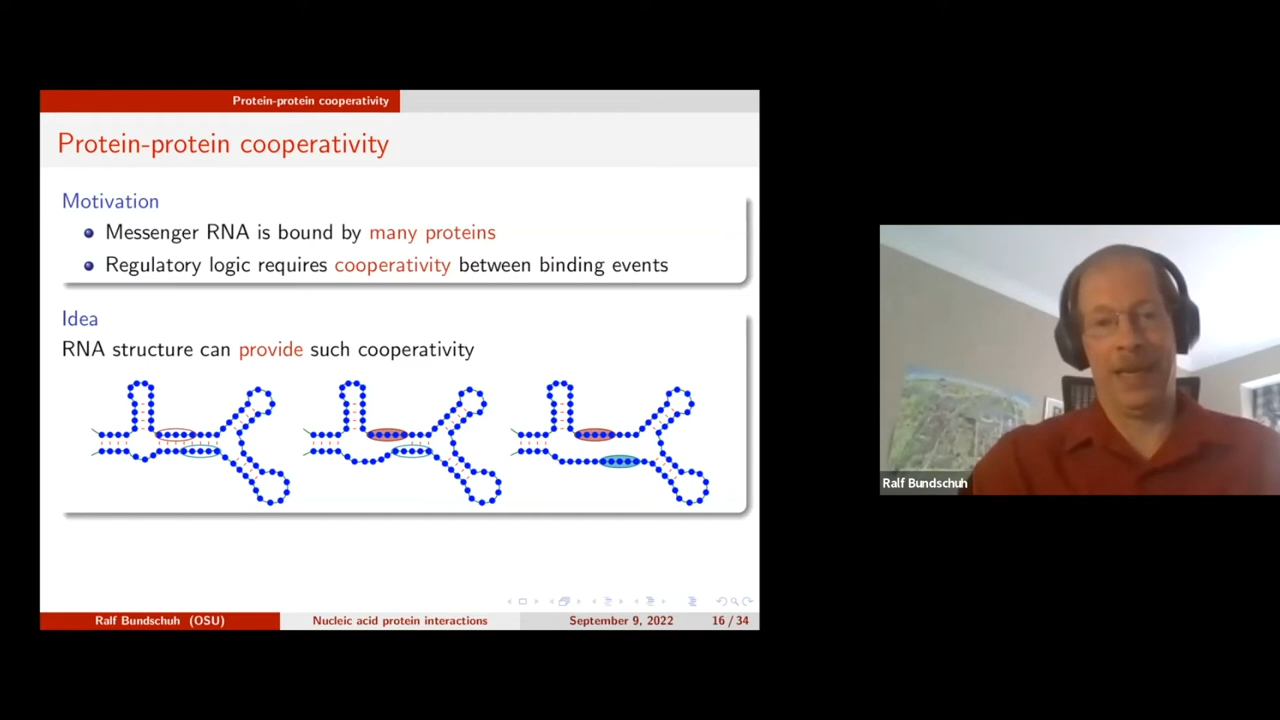 Protein-protein cooperativity
Protein-protein cooperativity
Motivation
Messenger RNA is bound by many proteins
Regulatory logic requires cooperativity between binding events
Idea
RNA structure can provide such cooperativity
Ralf Bundschuh (OSU)
Nucleic acid protein interactions
September 9, 2022
16 / 34
Ralf Bundschuh